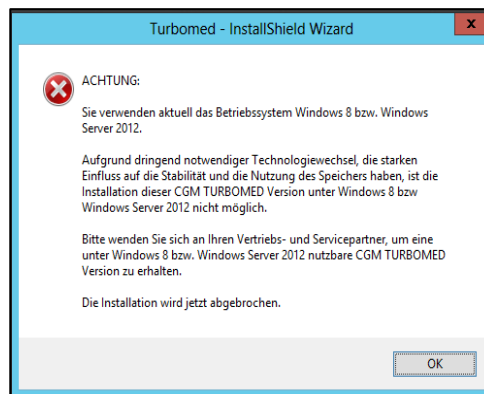 Turbomed - InstallShield Wizard
x
ACHTUNG:
Sie verwenden aktuell das Betriebssystem Windows 8 bzw. Windows
Server 2012.
Aufgrund dringend notwendiger Technologiewechsel, die starken
Einfluss auf die Stabilität und die Nutzung des Speichers haben, ist die
Installation dieser CGM TURBOMED Version unter Windows 8 bzw
Windows Server 2012 nicht möglich.
Bitte wenden Sie sich an Ihren Vertriebs- und Servicepartner, um eine
unter Windows 8 bzw. Windows Server 2012 nutzbare CGM TURBOMED
Version zu erhalten.
Die Installation wird jetzt abgebrochen.
OK